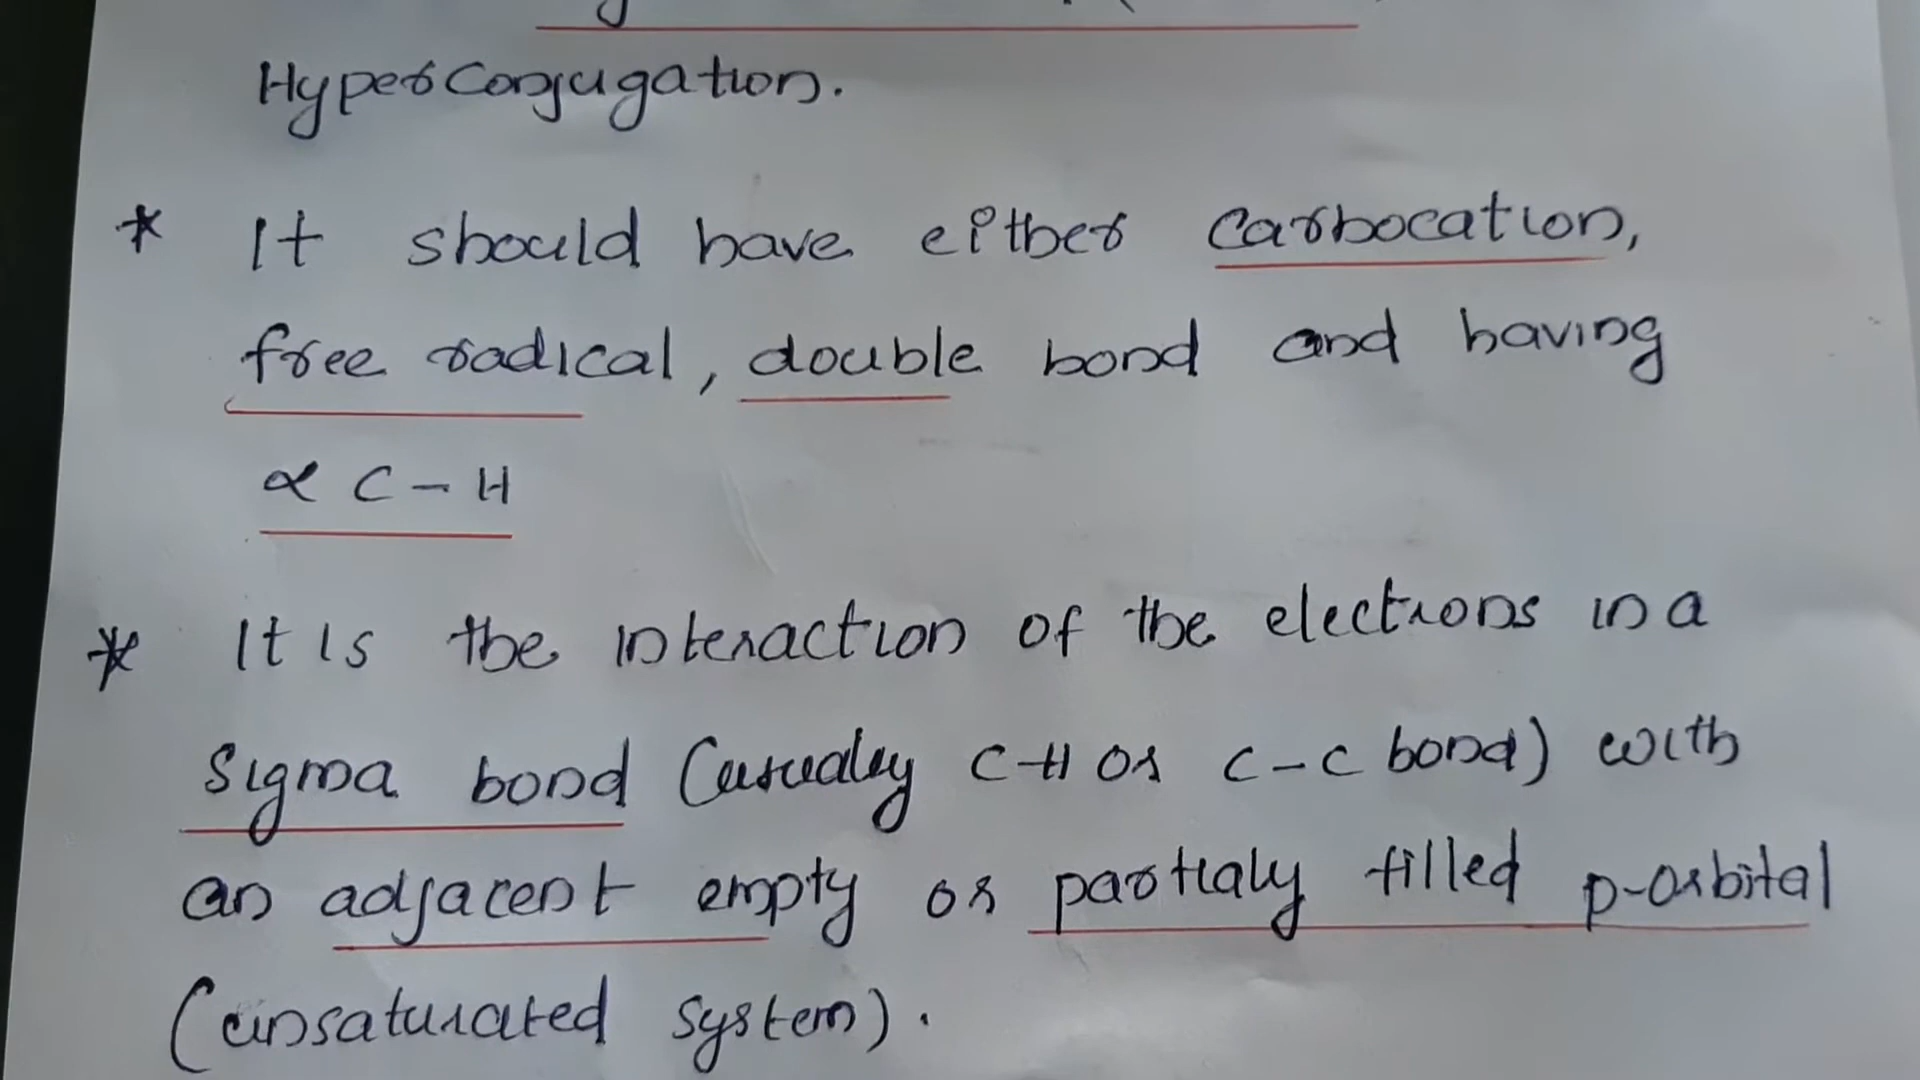 Hyperconjugation.
* It should have either Carbocation,
free radical, double bond and having
α C-H
* It is the interaction of the electrons in a
Sigma bond (usualy C-H or C-C bond) with
an adjacent empty or partialy filled p-orbital
(unsaturated system).